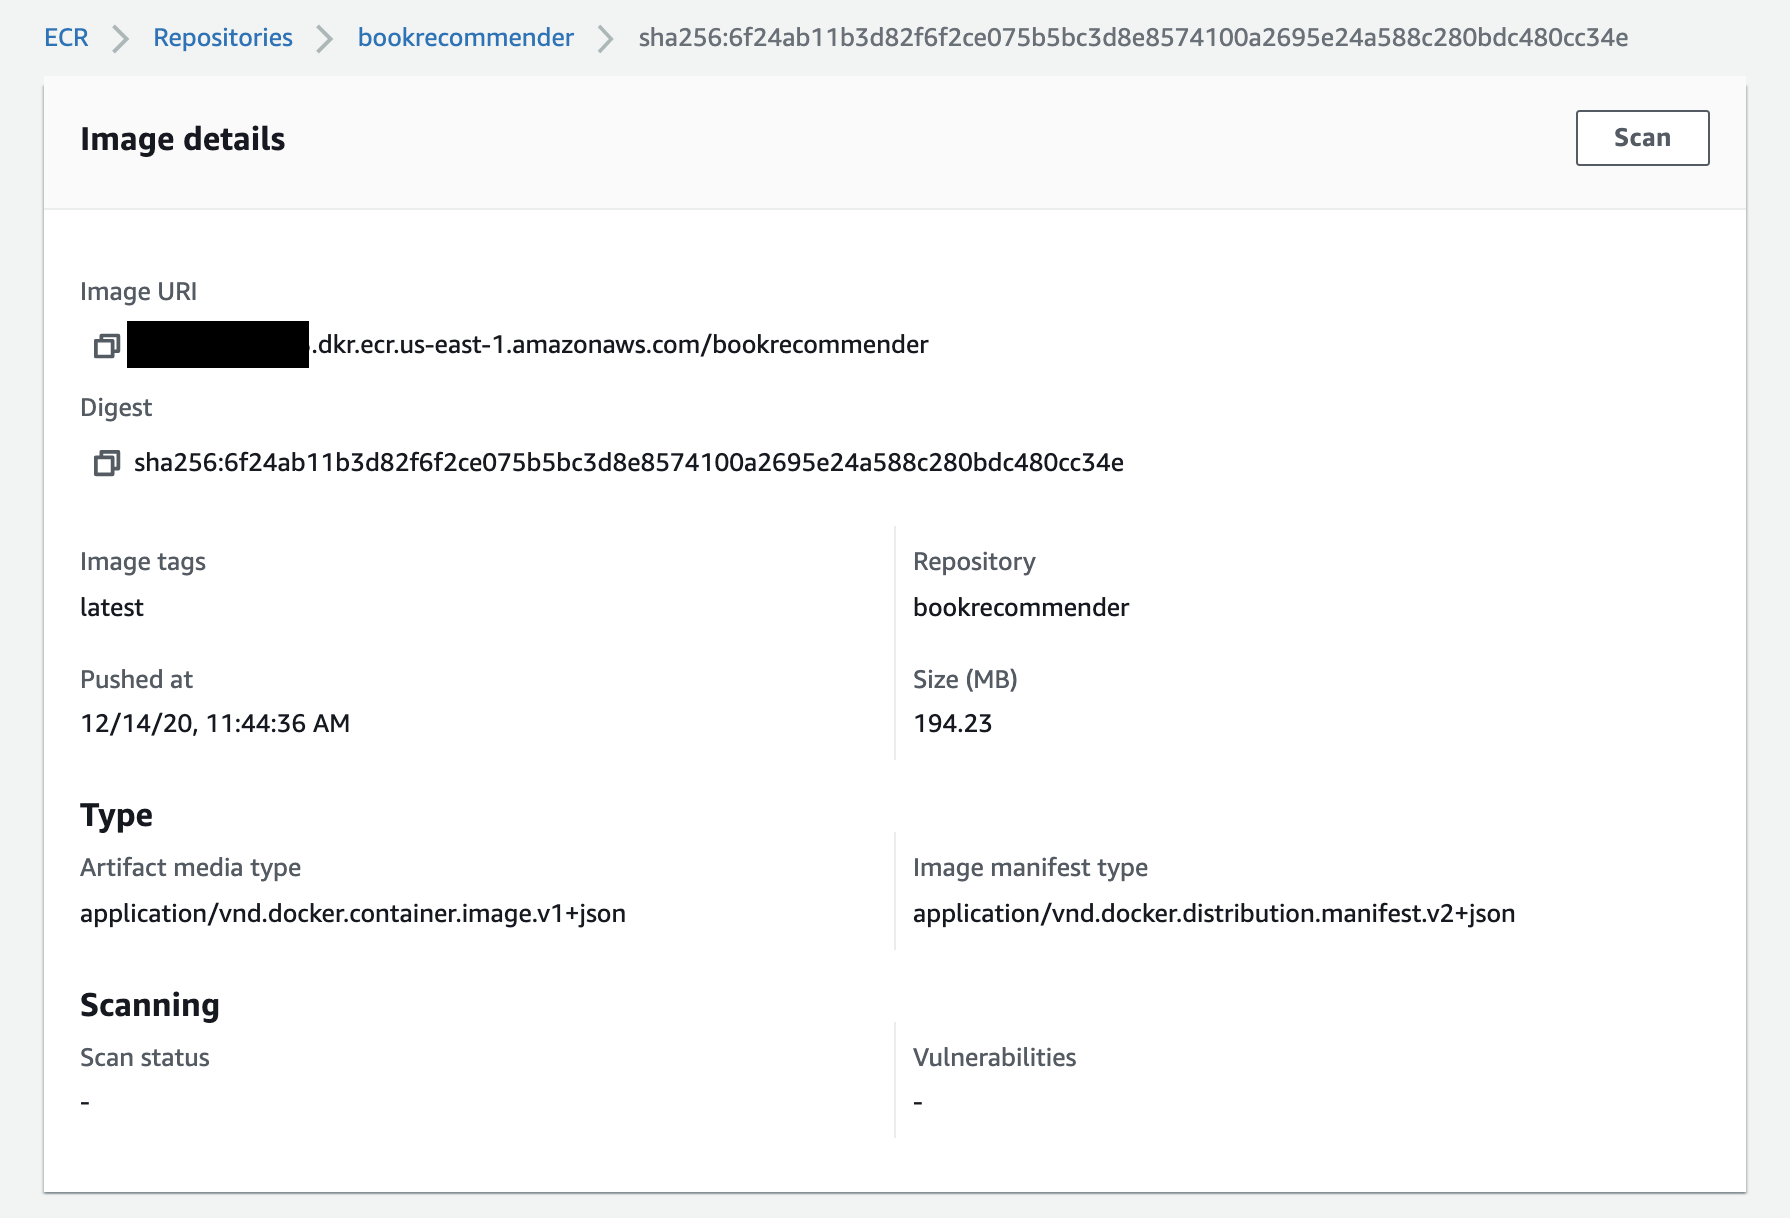 ECR Repositories bookrecommender sha256:6f24ab11b3d82f6f2ce075b5bc3d8e8574100a2695e24a588c280bdc480cc34e
Image details
Scan
Image URI
.dkr.ecr.us-east-1.amazonaws.com/bookrecommender
Digest
sha256:6f24ab11b3d82f6f2ce075b5bc3d8e8574100a2695e24a588c280bdc480cc34e
Image tags
latest
Repository
bookrecommender
Pushed at
12/14/20, 11:44:36 AM
Size (MB)
194.23
Type
Artifact media type
application/vnd.docker.container.image.v1+json
Image manifest type
application/vnd.docker.distribution.manifest.v2+json
Scanning
Scan status
-
Vulnerabilities
-